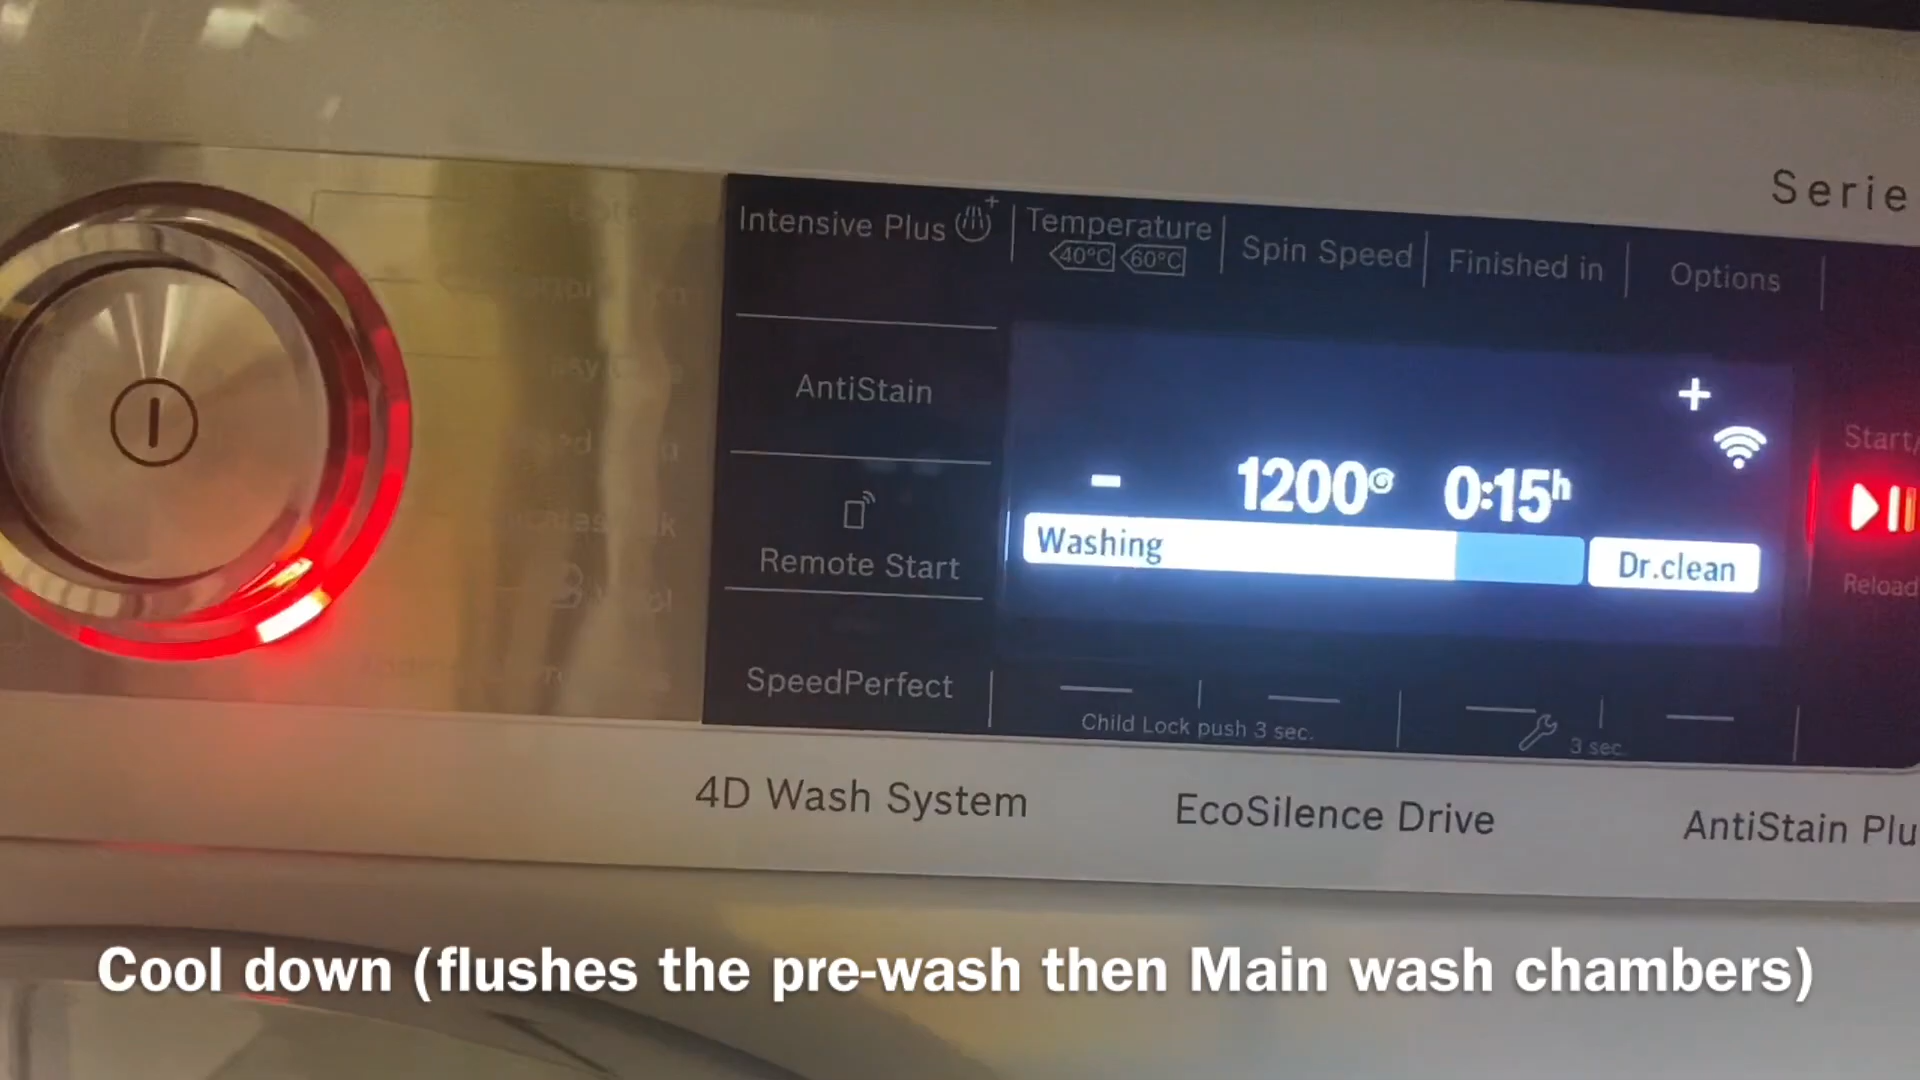 Serie
Intensive Plus
Temperature
40°C 60°C
Spin Speed
Finished in
Options
AntiStain
Remote Start
SpeedPerfect
+
-
1200
0:15h
Washing
Dr.clean
Start/
Reload
Child Lock push 3 sec.
3 sec.
4D Wash System
EcoSilence Drive
AntiStain Plu
Cool down (flushes the pre-wash then Main wash chambers)